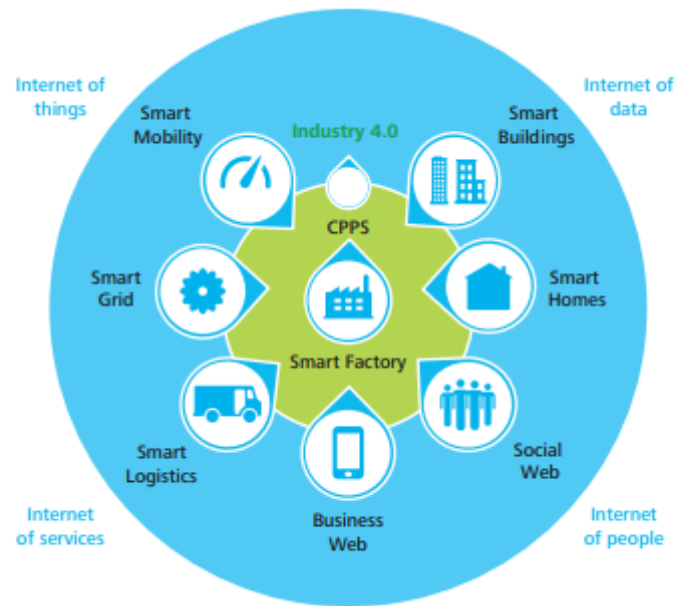 Internet of
things
Internet of
data
Smart
Mobility
Industry 4.0
Smart
Buildings
CPPS
Smart
Grid
Smart
Homes
Smart Factory
Smart
Logistics
Social
Web
Business
Web
Internet
of services
Internet
of people